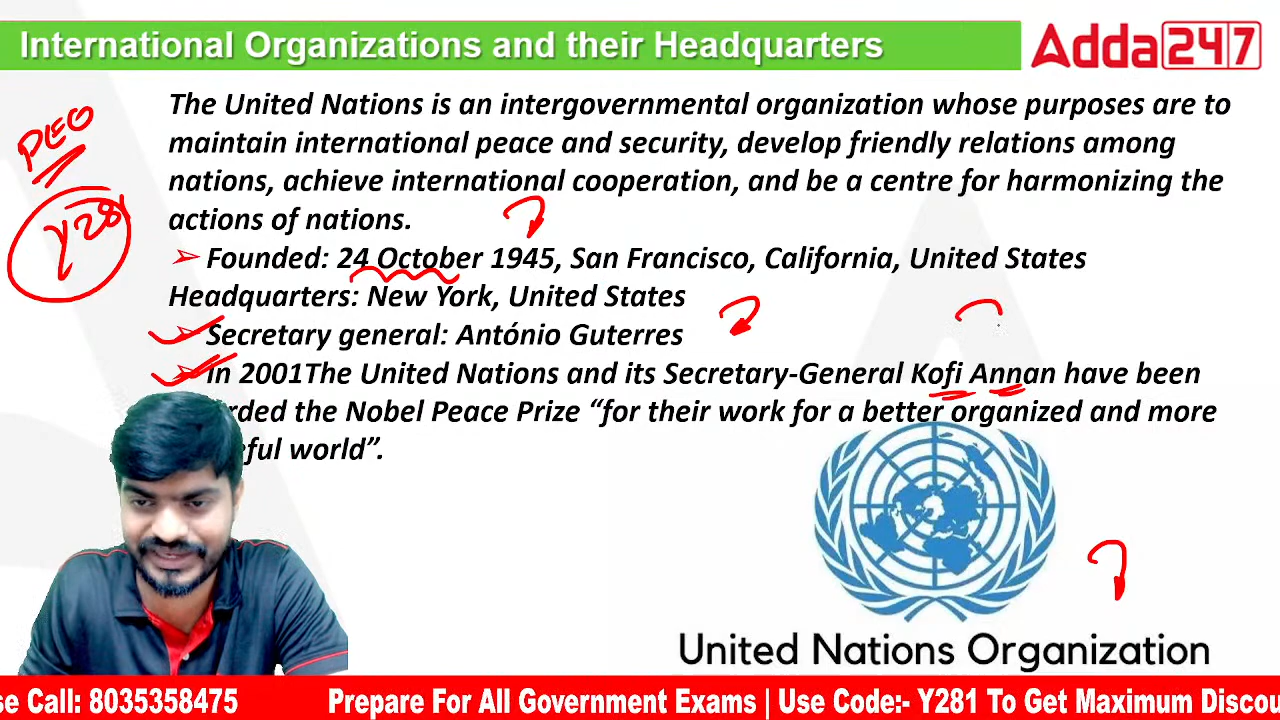 International Organizations and their Headquarters
Adda247
The United Nations is an intergovernmental organization whose purposes are to
maintain international peace and security, develop friendly relations among
nations, achieve international cooperation, and be a centre for harmonizing the
actions of nations.
➢ Founded: 24 October 1945, San Francisco, California, United States
Headquarters: New York, United States
➢ Secretary general: António Guterres
➢ In 2001The United Nations and its Secretary-General Kofi Annan have been
the Nobel Peace Prize “for their work for a better organized and more
world”.
Y281
United Nations Organization
Call: 8035358475 Prepare For All Government Exams | Use Code:- Y281 To Get Maximum